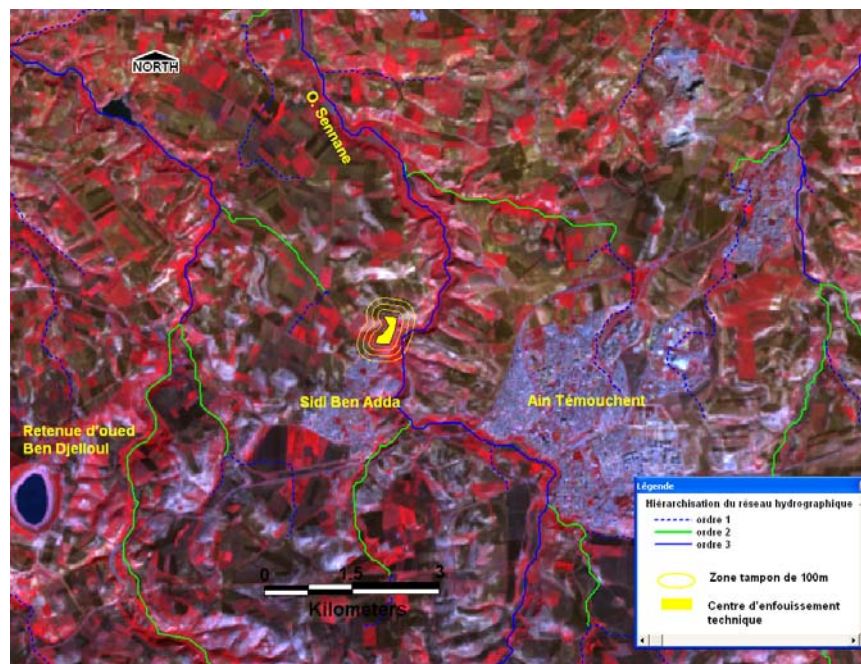 NORTH
O. Sennane
Sidi Ben Adda
Ain Témouchent
Retenue d'oued
Ben Djelloul
0 1.5 3
Kilometers
Légende
Hiérarchisation du réseau hydrographique
ordre 1
ordre 2
ordre 3
Zone tampon de 100m
Centre d'enfouissement
technique